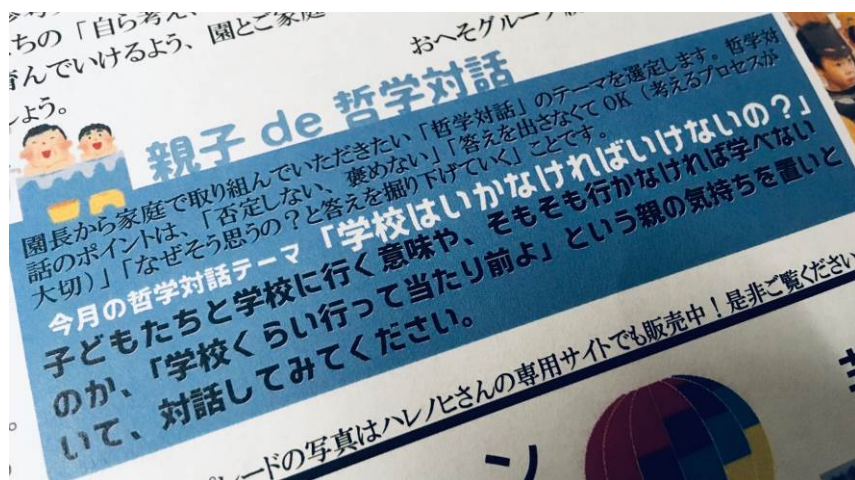 ちの「自ら考え、
育んでいけるよう、園とご家庭
しょう。
おへそグループ
親子 de 哲学対話
園長から家庭で取り組んでいただきたい「哲学対話」のテーマを選定します。哲学対
話のポイントは、「否定しない、褒めない」「答えを出さなくて OK（考えるプロセスが
大切）」「なぜそう思うの？と答えを掘り下げていく」ことです。
今月の哲学対話テーマ「学校はいかなければいけないの？」
子どもたちと学校に行く意味や、そもそも行かなければ学べない
のか、「学校くらい行って当たり前よ」という親の気持ちを置いと
いて、対話してみてください。
レードの写真はハレノヒさんの専用サイトでも販売中！是非ご覧ください
ン